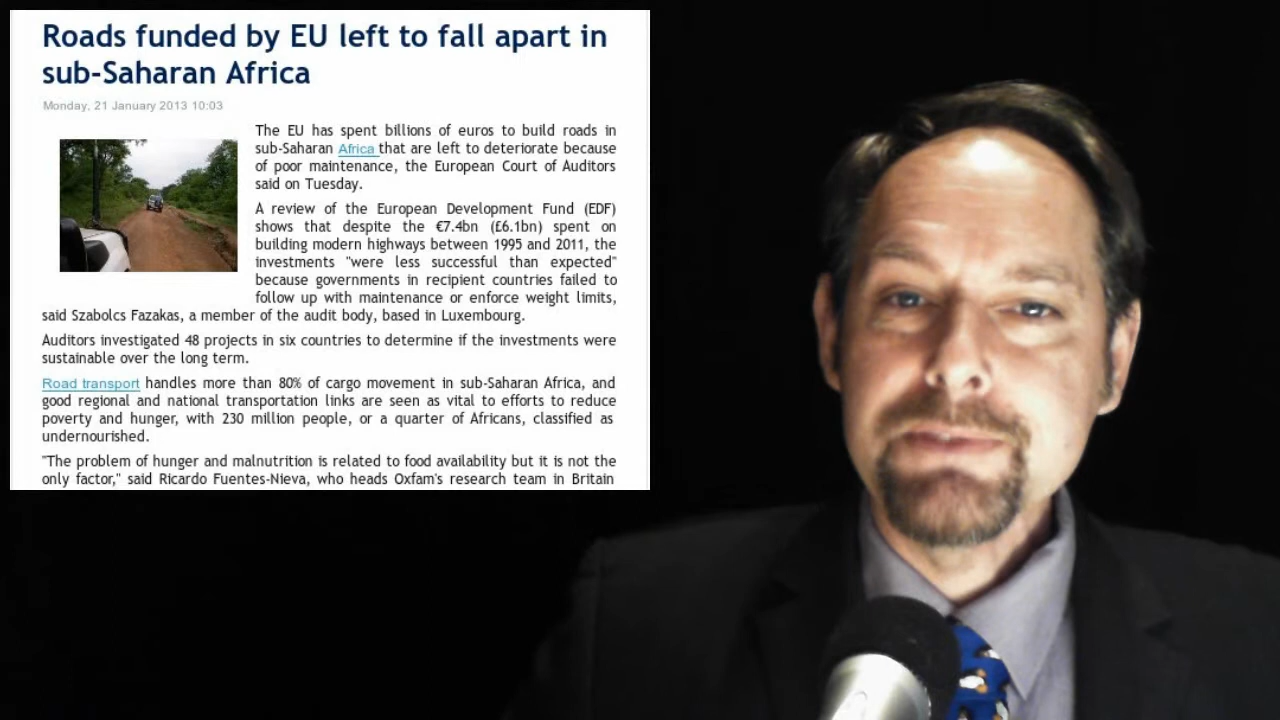 Roads funded by EU left to fall apart in
sub-Saharan Africa
Monday, 21 January 2013 10:03
The EU has spent billions of euros to build roads in
sub-Saharan Africa that are left to deteriorate because
of poor maintenance, the European Court of Auditors
said on Tuesday.
A review of the European Development Fund (EDF)
shows that despite the €7.4bn (£6.1bn) spent on
building modern highways between 1995 and 2011, the
investments "were less successful than expected"
because governments in recipient countries failed to
follow up with maintenance or enforce weight limits,
said Szabolcs Fazakas, a member of the audit body, based in Luxembourg.
Auditors investigated 48 projects in six countries to determine if the investments were
sustainable over the long term.
Road transport handles more than 80% of cargo movement in sub-Saharan Africa, and
good regional and national transportation links are seen as vital to efforts to reduce
poverty and hunger, with 230 million people, or a quarter of Africans, classified as
undernourished.
"The problem of hunger and malnutrition is related to food availability but it is not the
only factor," said Ricardo Fuentes-Nieva, who heads Oxfam's research team in Britain